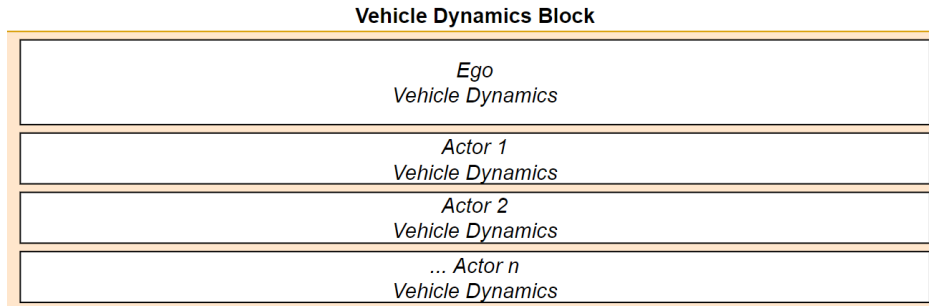 Vehicle Dynamics Block
Ego
Vehicle Dynamics
Actor 1
Vehicle Dynamics
Actor 2
Vehicle Dynamics
... Actor n
Vehicle Dynamics